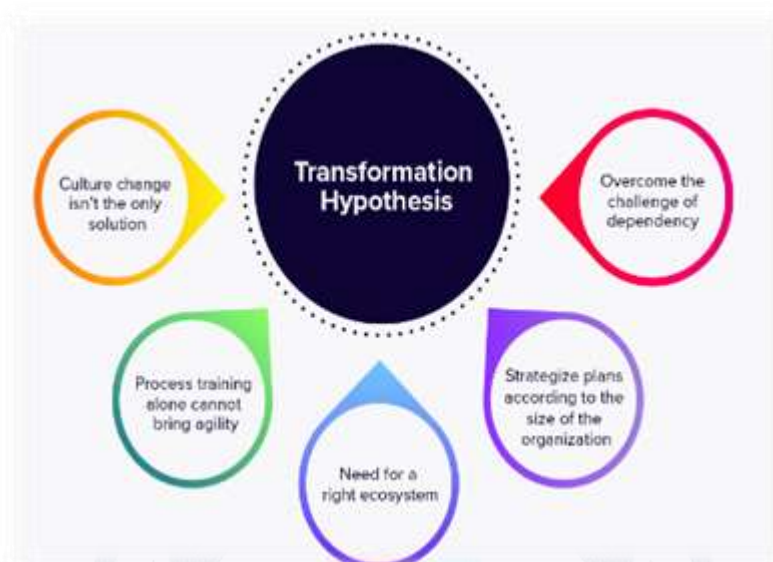 Transformation
Hypothesis
Culture change
isn't the only
solution
Process training
alone cannot
bring agility
Need for a
right ecosystem
Strategize plans
according to the
size of the
organization
Overcome the
challenge of
dependency